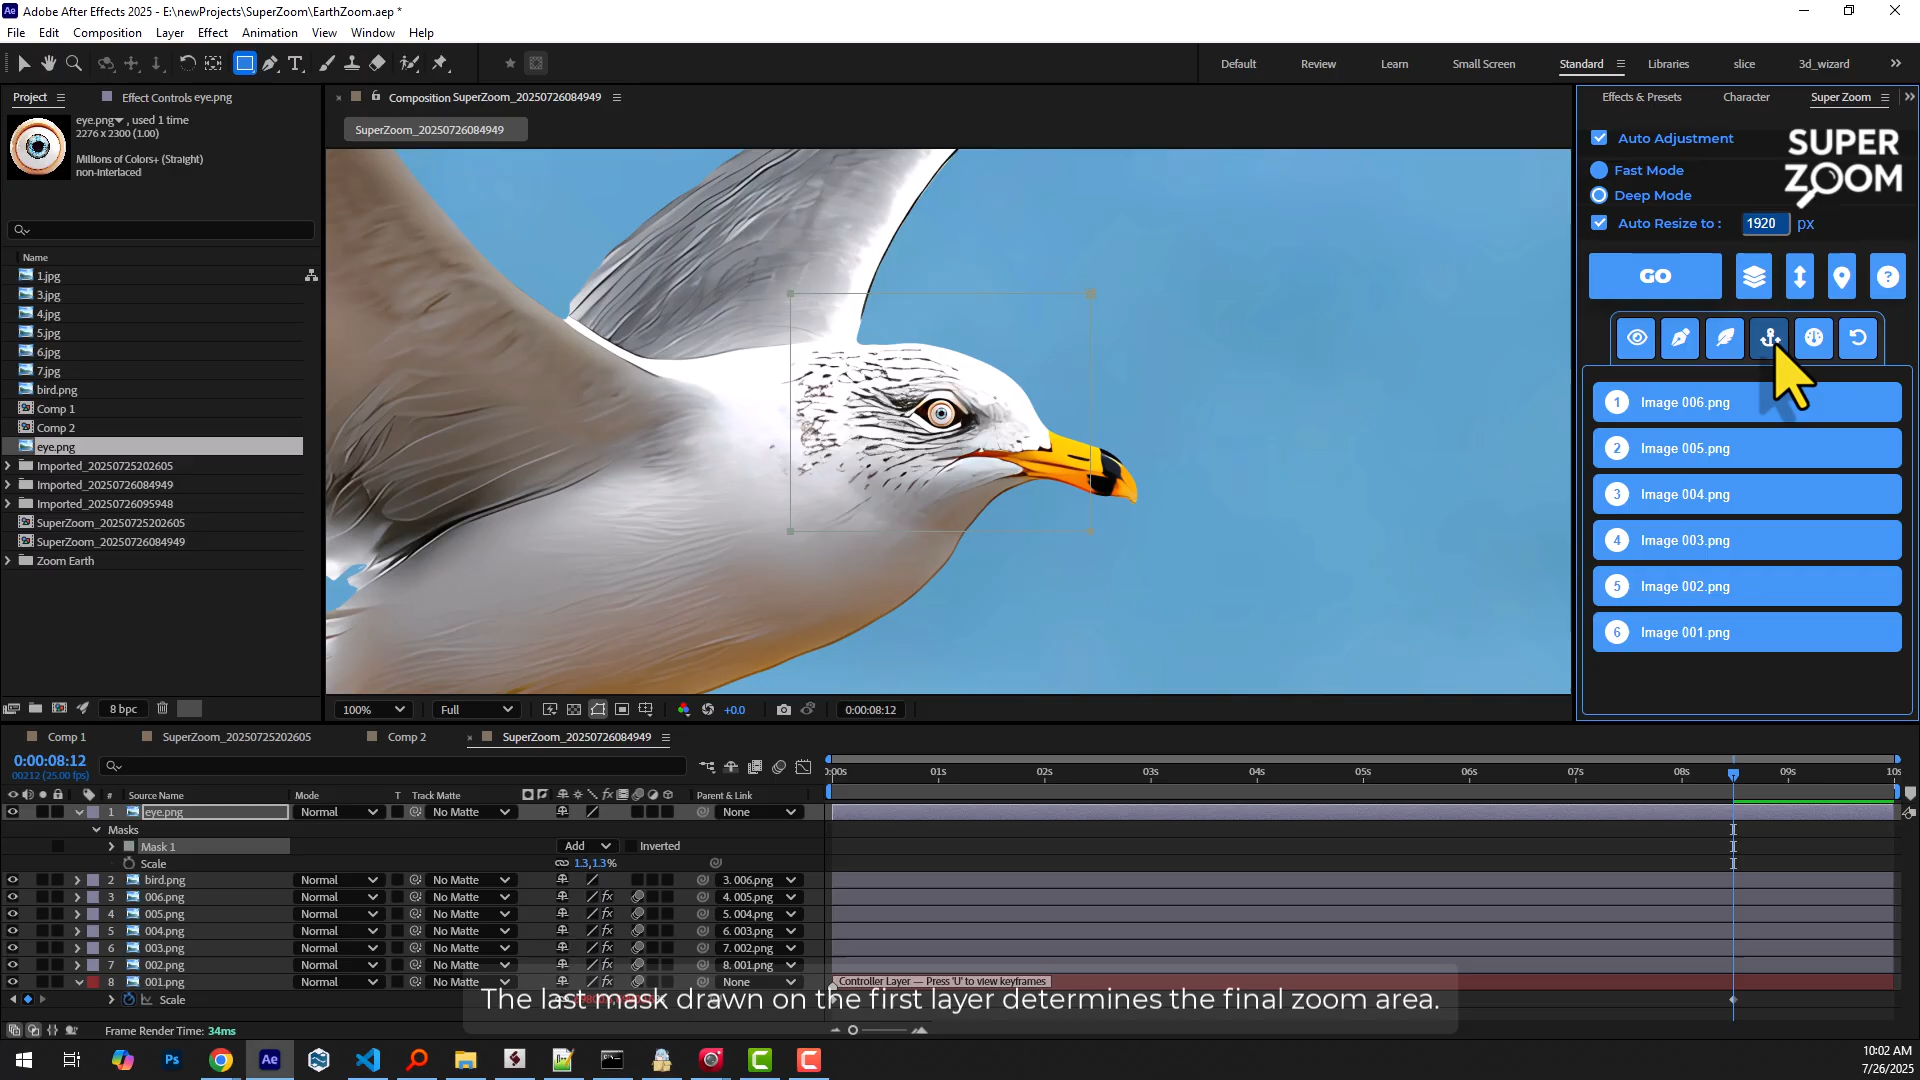 Adobe After Effects 2025 - E:\newProjects\SuperZoom\EarthZoom.aep *
File Edit Composition Layer Effect Animation View Window Help
Default Review Learn Small Screen Standard Libraries slice 3d_wizard
Project
Effect Controls eye.png
eye.png , used 1 time
2276 x 2300 (1.00)
Millions of Colors+ (Straight)
non-interlaced
Name
1.jpg
3.jpg
4.jpg
5.jpg
6.jpg
7.jpg
bird.png
Comp 1
Comp 2
eye.png
Imported_20250725202605
Imported_20250726084949
Imported_20250726095948
SuperZoom_20250725202605
SuperZoom_20250726084949
Zoom Earth
8 bpc
Composition SuperZoom_20250726084949
SuperZoom_20250726084949
100% Full +0.0 0:00:08:12
Effects & Presets Character Super Zoom
Auto Adjustment
SUPER
ZOOM
Fast Mode
Deep Mode
Auto Resize to : 1920 px
GO
?
1 Image 006.png
2 Image 005.png
3 Image 004.png
4 Image 003.png
5 Image 002.png
6 Image 001.png
Comp 1 SuperZoom_20250725202605 Comp 2 SuperZoom_20250726084949
0:00:08:12
00212 (25.00 fps)
0:00s 01s 02s 03s 04s 05s 06s 07s 08s 09s 10s
# Source Name Mode T Track Matte fx Parent & Link
1 eye.png Normal No Matte None
Masks
Mask 1 Add Inverted
Scale 1.3,1.3%
2 bird.png Normal No Matte 3. 006.png
3 006.png Normal No Matte fx 4. 005.png
4 005.png Normal No Matte fx 5. 004.png
5 004.png Normal No Matte fx 6. 003.png
6 003.png Normal No Matte fx 7. 002.png
7 002.png Normal No Matte fx 8. 001.png
8 001.png Normal No Matte fx None
Controller Layer — Press 'U' to view keyframes
Scale
The last mask drawn on the first layer determines the final zoom area.
Frame Render Time: 34ms
Ps
Ae
10:02 AM
7/26/2025